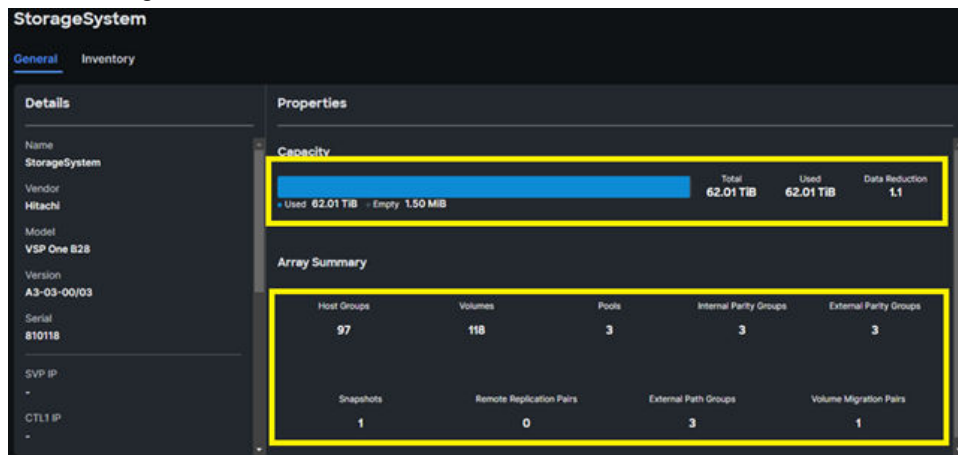 StorageSystem
General Inventory
Details
Name
StorageSystem
Vendor
Hitachi
Model
VSP One B28
Version
A3-03-00/03
Serial
810118
SVP IP
-
CTL1 IP
-
Properties
Capacity
Total Used Data Reduction
62.01 TiB 62.01 TiB 1.1
Used 62.01 TiB Empty 1.50 MiB
Array Summary
Host Groups Volumes Pools Internal Parity Groups External Parity Groups
97 118 3 3 3
Snapshots Remote Replication Pairs External Path Groups Volume Migration Pairs
1 0 3 1